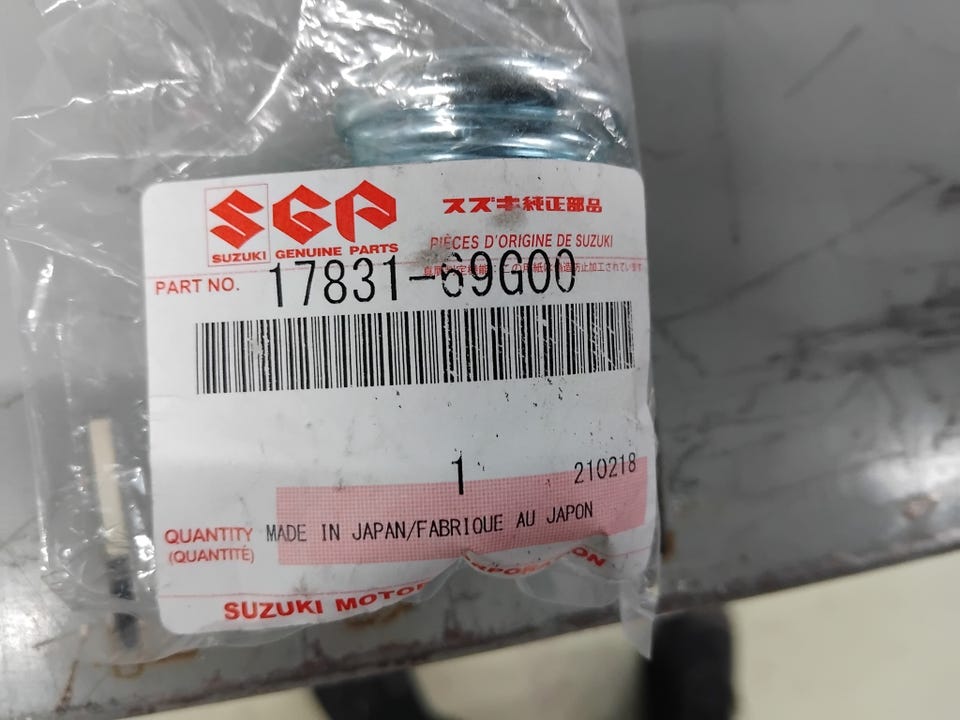 SGP
スズキ純正部品
SUZUKI GENUINE PARTS
PIÈCES D'ORIGINE DE SUZUKI
PART NO. 17831-69G00
1
210218
QUANTITY MADE IN JAPAN/FABRIQUE AU JAPON
(QUANTITÉ)
SUZUKI MOTOR